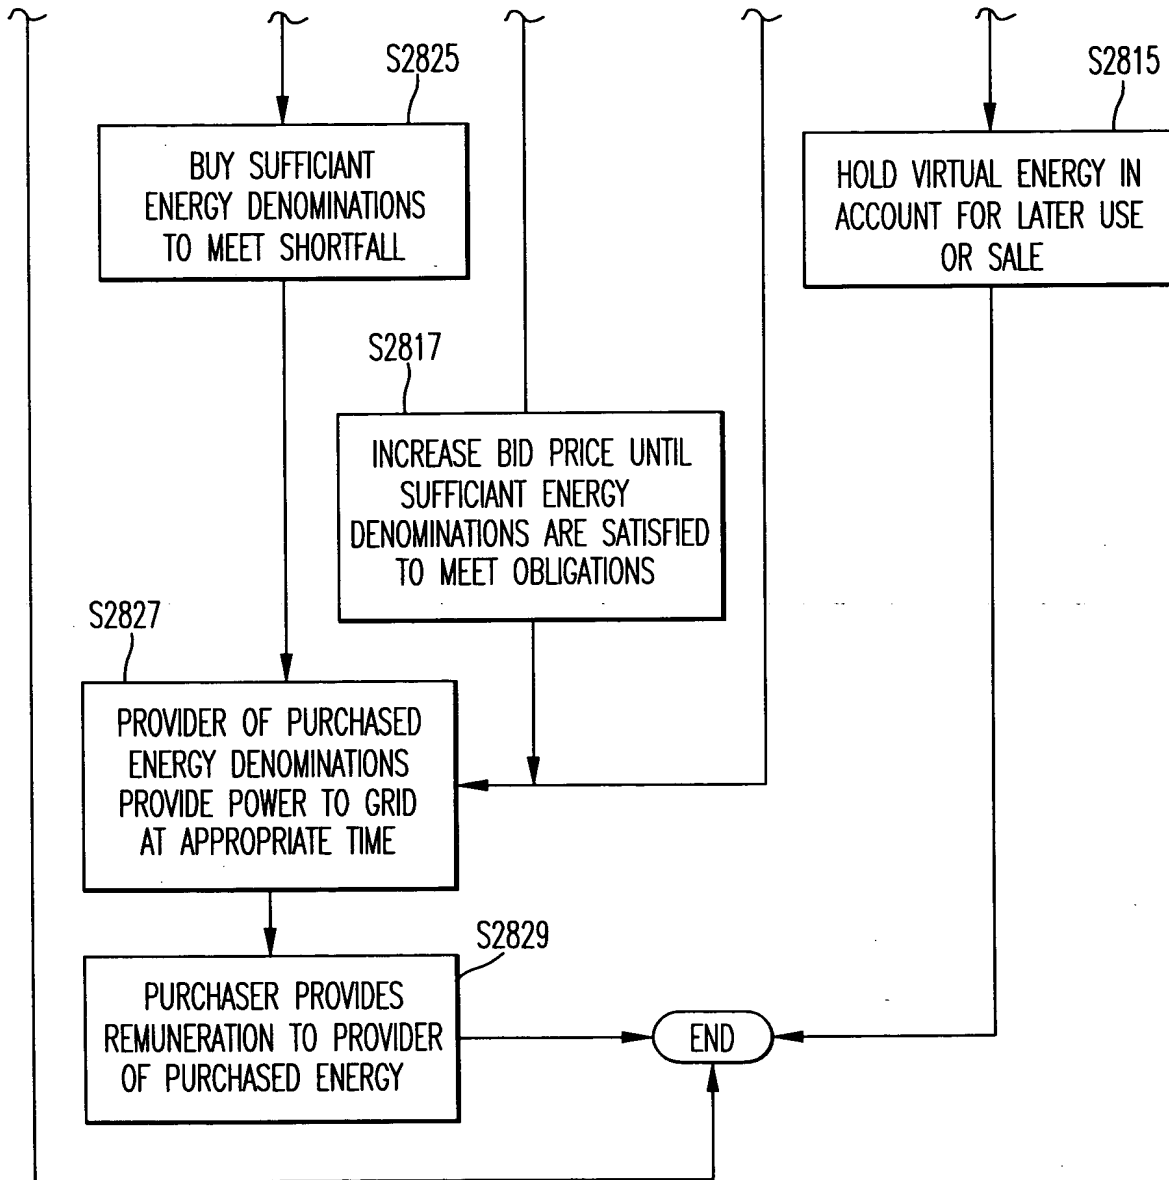 S2825
BUY SUFFICIANT
ENERGY DENOMINATIONS
TO MEET SHORTFALL
S2815
HOLD VIRTUAL ENERGY IN
ACCOUNT FOR LATER USE
OR SALE
S2817
INCREASE BID PRICE UNTIL
SUFFICIANT ENERGY
DENOMINATIONS ARE SATISFIED
TO MEET OBLIGATIONS
S2827
PROVIDER OF PURCHASED
ENERGY DENOMINATIONS
PROVIDE POWER TO GRID
AT APPROPRIATE TIME
S2829
PURCHASER PROVIDES
REMUNERATION TO PROVIDER
OF PURCHASED ENERGY
END